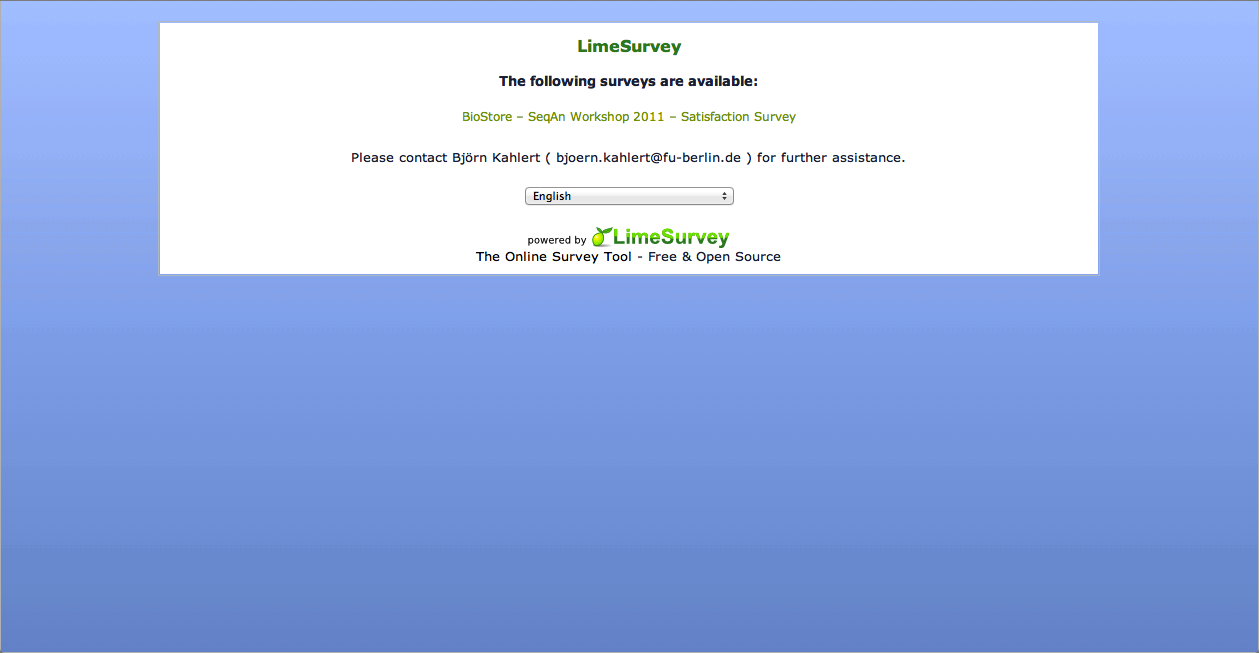 LimeSurvey
The following surveys are available:
BioStore – SeqAn Workshop 2011 – Satisfaction Survey
Please contact Björn Kahlert ( bjoern.kahlert@fu-berlin.de ) for further assistance.
English
powered by LimeSurvey
The Online Survey Tool - Free & Open Source